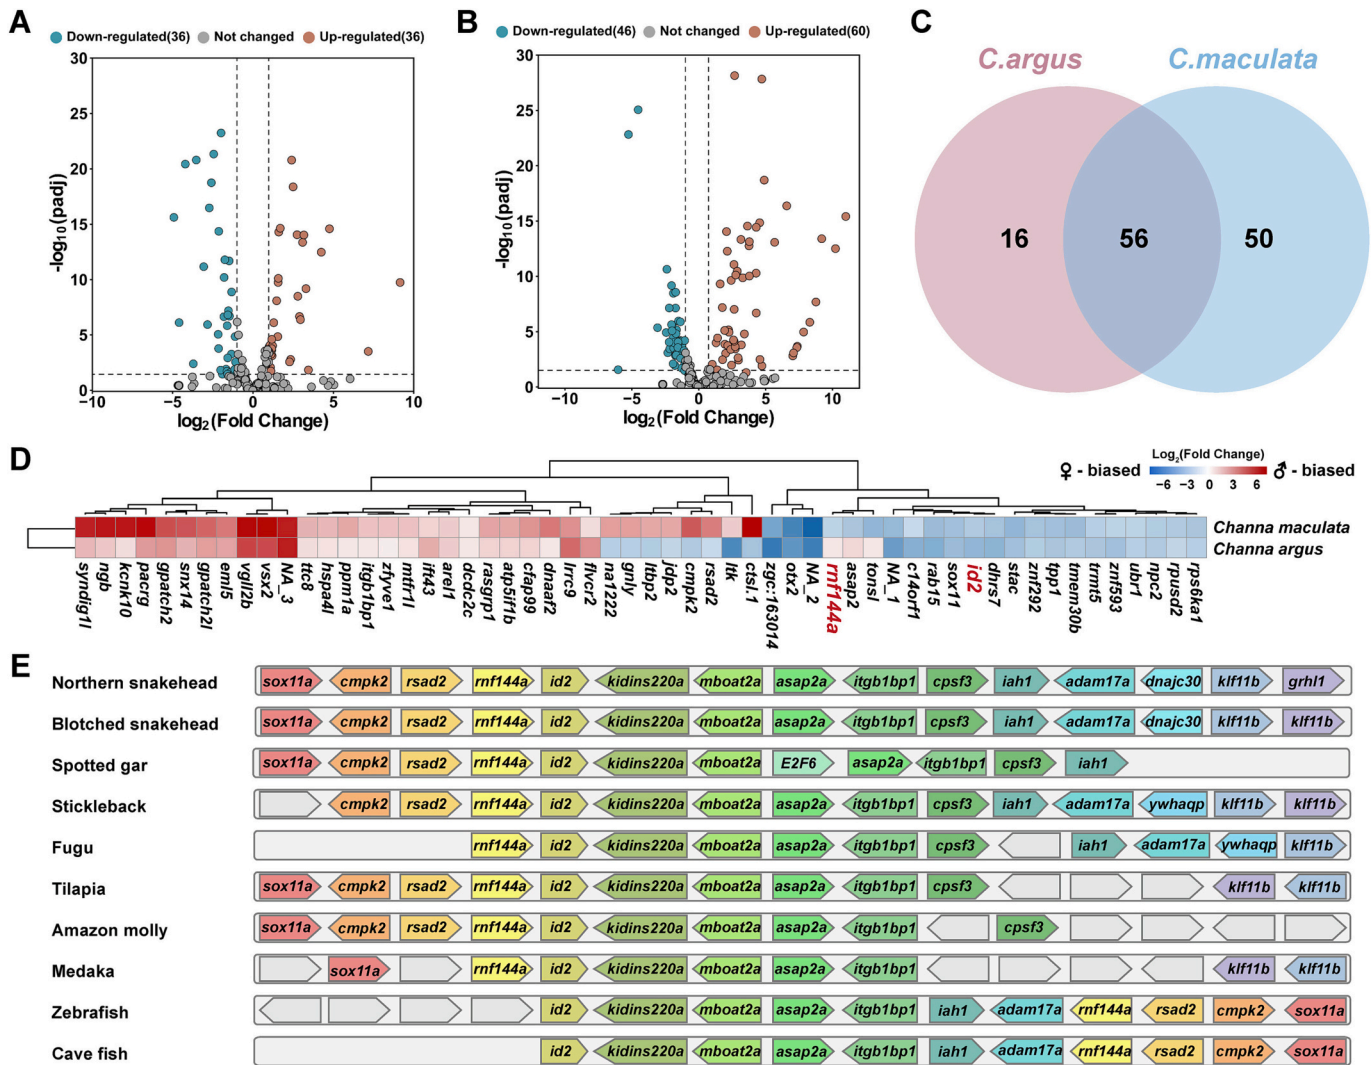 A
Down-regulated(36) Not changed Up-regulated(36)
30
25
20
15
10
5
0
-log10(padj)
−10 −5 0 5 10
log2(Fold Change)
B
Down-regulated(46) Not changed Up-regulated(60)
30
25
20
15
10
5
0
-log10(padj)
−10 −5 0 5 10
log2(Fold Change)
C
C.argus C.maculata
16 56 50
D
Log2(Fold Change)
♀ - biased ♂ - biased
−6 −3 0 3 6
Channa maculata
Channa argus
syndig1l
ngb
kcnk10
pacrg
gpatch2
snx14
gpatch2l
eml5
vgll2b
vsx2
NA_3
ttc8
hspa4l
ppm1a
itgb1bp1
zfyve1
mtfr1l
ift43
arel1
dcdc2c
rasgrp1
atp5if1b
cfap99
dnaaf2
lrrc9
flvcr2
na1222
gnly
ltbp2
jdp2
cmpk2
rsad2
ltk
ctsl.1
zgc:163014
otx2
NA_2
rnf144a
asap2
tonsl
NA_1
c14orf1
rab15
sox11
id2
dhrs7
stac
znf292
tpp1
tmem30b
trmt5
znf593
ubr1
npc2
rpusd2
rps6ka1
E
Northern snakehead sox11a cmpk2 rsad2 rnf144a id2 kidins220a mboat2a asap2a itgb1bp1 cpsf3 iah1 adam17a dnajc30 klf11b grhl1
Blotched snakehead sox11a cmpk2 rsad2 rnf144a id2 kidins220a mboat2a asap2a itgb1bp1 cpsf3 iah1 adam17a dnajc30 klf11b klf11b
Spotted gar sox11a cmpk2 rsad2 rnf144a id2 kidins220a mboat2a E2F6 asap2a itgb1bp1 cpsf3 iah1
Stickleback cmpk2 rsad2 rnf144a id2 kidins220a mboat2a asap2a itgb1bp1 cpsf3 iah1 adam17a ywhaqp klf11b klf11b
Fugu rnf144a id2 kidins220a mboat2a asap2a itgb1bp1 cpsf3 iah1 adam17a ywhaqp klf11b
Tilapia sox11a cmpk2 rsad2 rnf144a id2 kidins220a mboat2a asap2a itgb1bp1 cpsf3 klf11b klf11b
Amazon molly sox11a cmpk2 rsad2 rnf144a id2 kidins220a mboat2a asap2a itgb1bp1 cpsf3
Medaka sox11a rnf144a id2 kidins220a mboat2a asap2a itgb1bp1 klf11b klf11b
Zebrafish id2 kidins220a mboat2a asap2a itgb1bp1 iah1 adam17a rnf144a rsad2 cmpk2 sox11a
Cave fish id2 kidins220a mboat2a asap2a itgb1bp1 iah1 adam17a rnf144a rsad2 cmpk2 sox11a